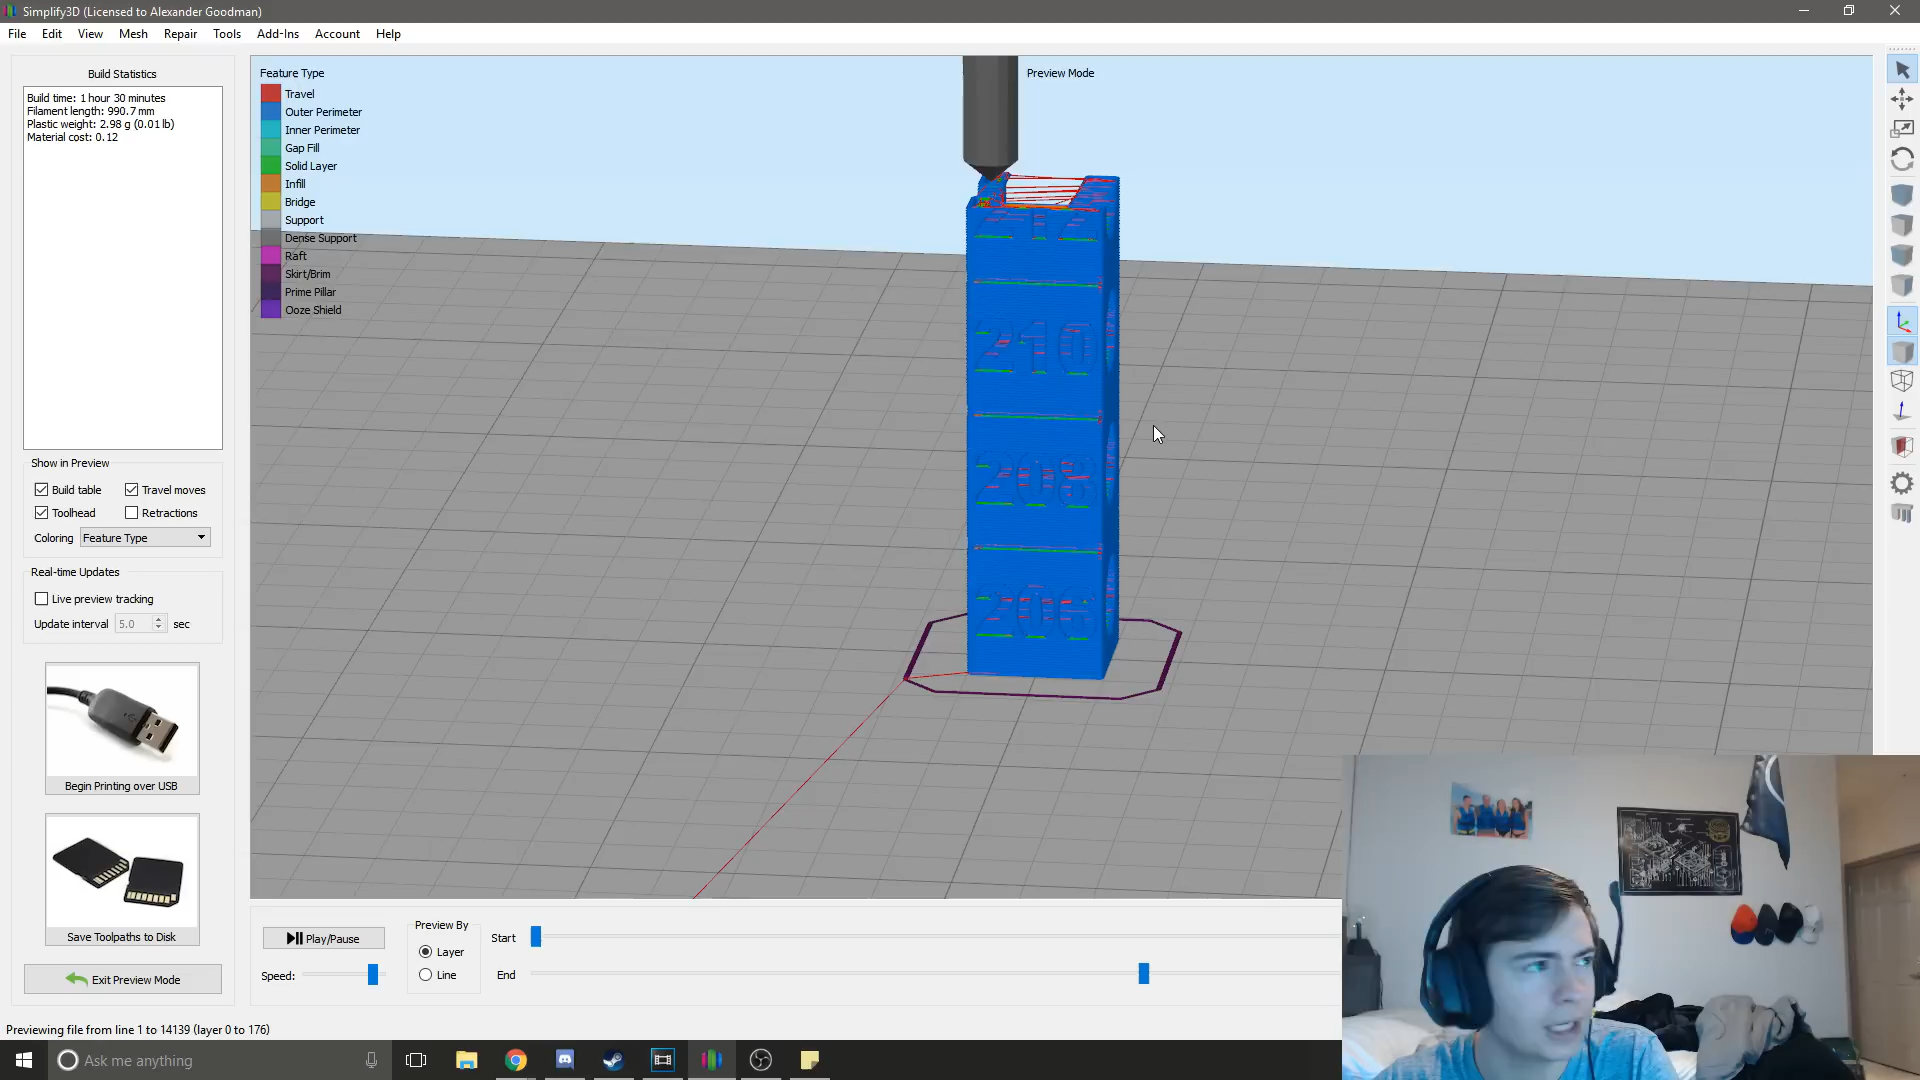 Simplify3D (Licensed to Alexander Goodman)
File Edit View Mesh Repair Tools Add-Ins Account Help
Build Statistics
Build time: 1 hour 30 minutes
Filament length: 990.7 mm
Plastic weight: 2.98 g (0.01 lb)
Material cost: 0.12
Feature Type
Travel
Outer Perimeter
Inner Perimeter
Gap Fill
Solid Layer
Infill
Bridge
Support
Dense Support
Raft
Skirt/Brim
Prime Pillar
Ooze Shield
Preview Mode
212
210
208
206
Show in Preview
Build table Travel moves
Toolhead Retractions
Coloring Feature Type
Real-time Updates
Live preview tracking
Update interval 5.0 sec
Begin Printing over USB
Save Toolpaths to Disk
Exit Preview Mode
Play/Pause
Speed:
Preview By
Layer
Line
Start
End
Previewing file from line 1 to 14139 (layer 0 to 176)
Ask me anything